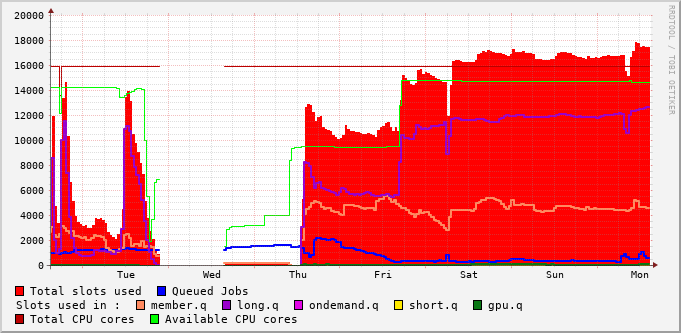 20000
18000
16000
14000
12000
10000
8000
6000
4000
2000
0
Tue Wed Thu Fri Sat Sun Mon
RRDTOOL / TOBI OETIKER
Total slots used Queued Jobs
Slots used in : member.q long.q ondemand.q short.q gpu.q
Total CPU cores Available CPU cores